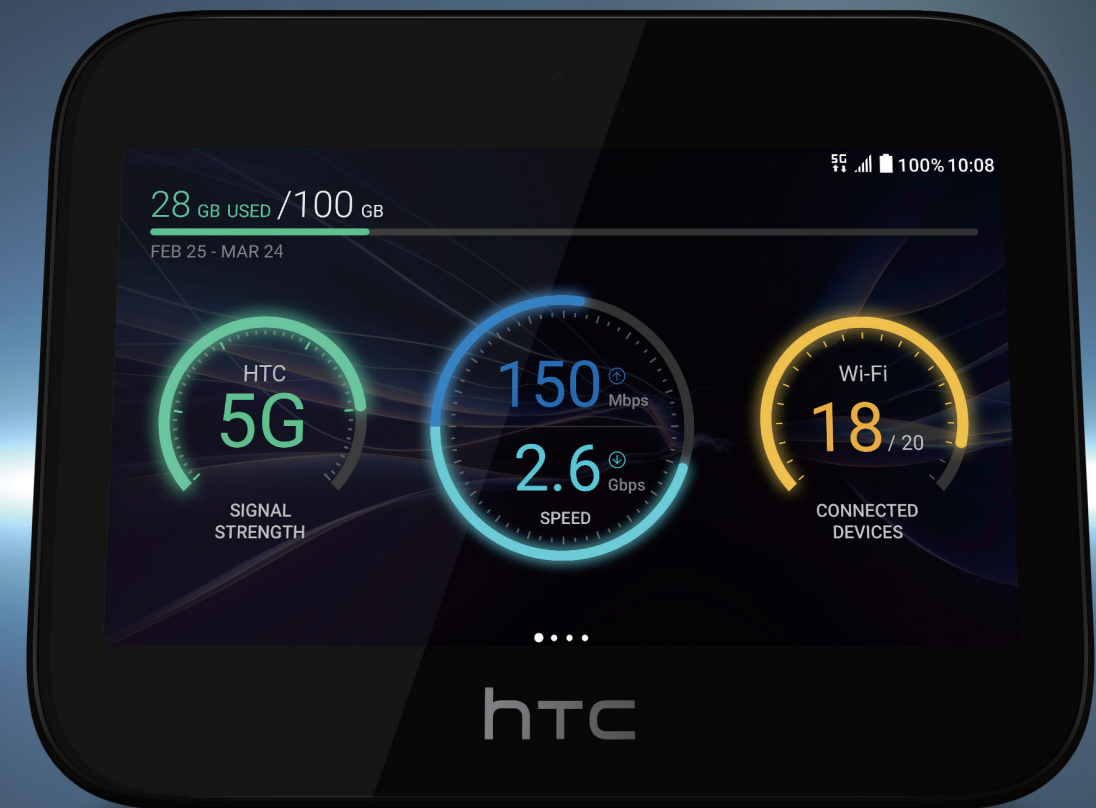 5G 100% 10:08
28 GB USED /100 GB
FEB 25 - MAR 24
HTC
5G
SIGNAL
STRENGTH
150 Mbps
2.6 Gbps
SPEED
Wi-Fi
18 / 20
CONNECTED
DEVICES
hTC